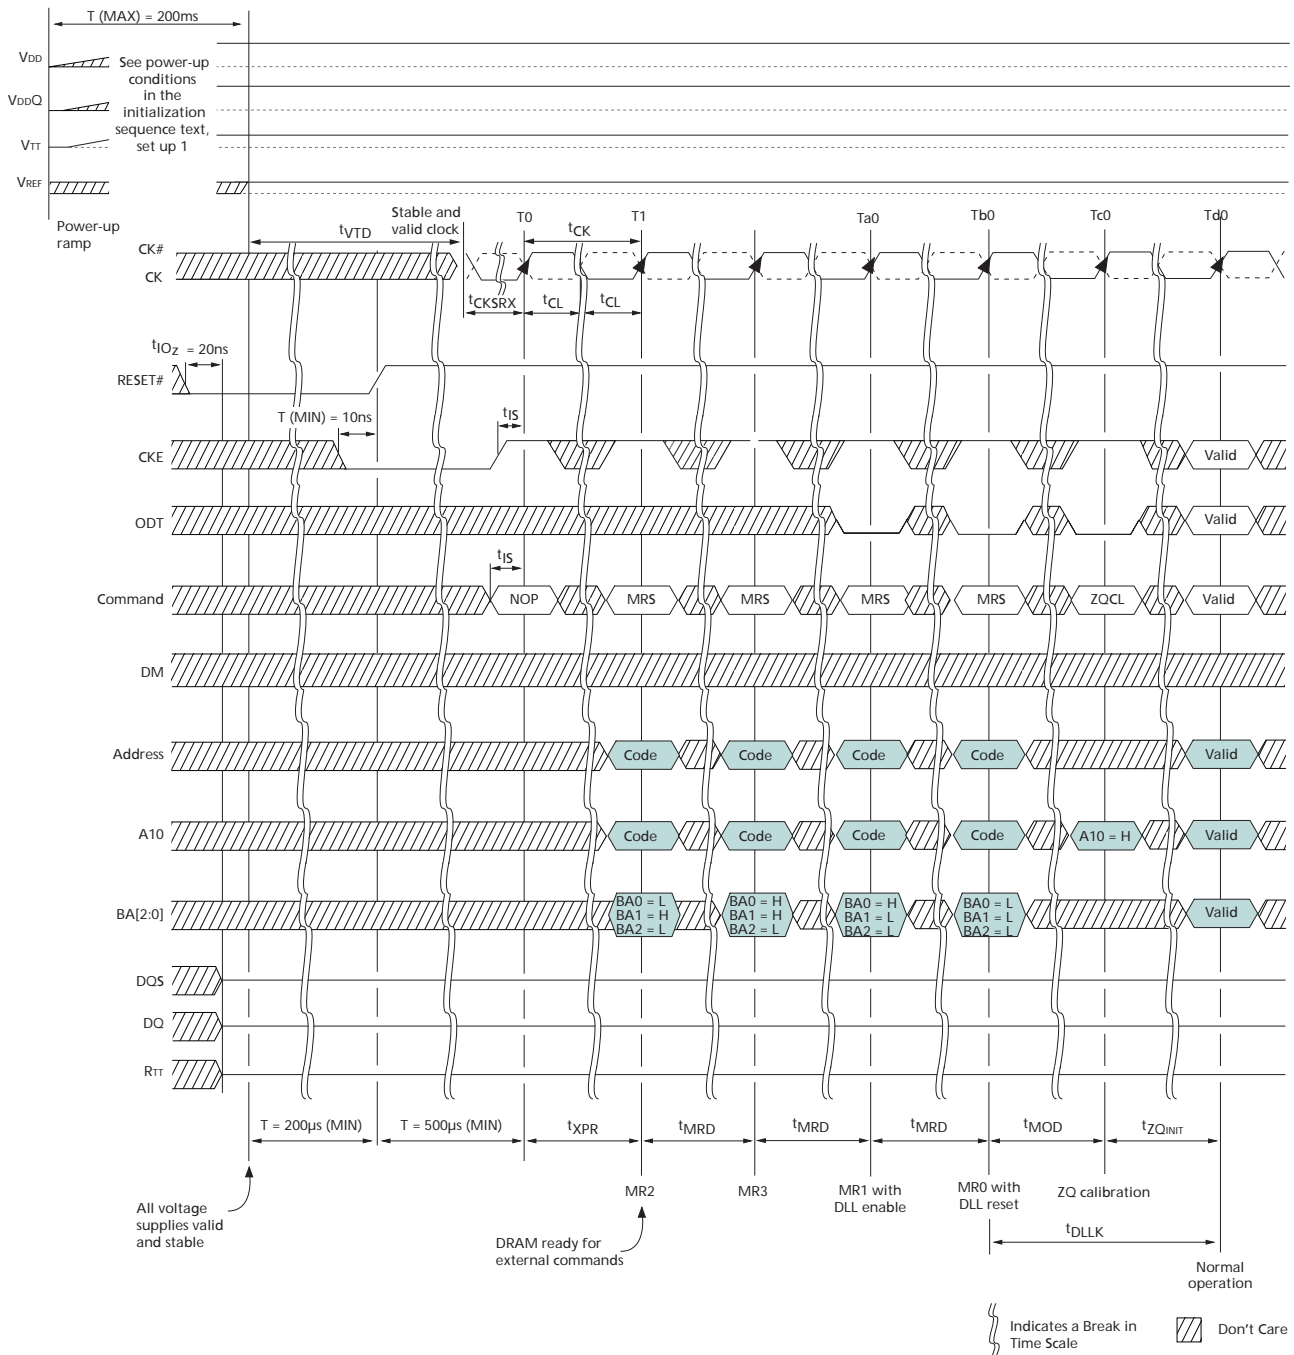 T (MAX) = 200ms
VDD
See power-up
conditions
in the
initialization
sequence text,
set up 1
VDDQ
VTT
VREF
Power-up
ramp
tVTD
Stable and
valid clock
T0
T1
Ta0
Tb0
Tc0
Td0
tCK
CK#
CK
tCKSRX
tCL
tCL
tIOz = 20ns
RESET#
T (MIN) = 10ns
tIS
CKE
Valid
ODT
Valid
tIS
Command
NOP
MRS
MRS
MRS
MRS
ZQCL
Valid
DM
Address
Code
Code
Code
Code
Valid
A10
Code
Code
Code
Code
A10 = H
Valid
BA[2:0]
BA0 = L
BA1 = H
BA2 = L
BA0 = H
BA1 = H
BA2 = L
BA0 = H
BA1 = L
BA2 = L
BA0 = L
BA1 = L
BA2 = L
Valid
DQS
DQ
RTT
T = 200µs (MIN)
T = 500µs (MIN)
tXPR
tMRD
tMRD
tMRD
tMOD
tZQINIT
All voltage
supplies valid
and stable
MR2
MR3
MR1 with
DLL enable
MR0 with
DLL reset
ZQ calibration
DRAM ready for
external commands
tDLLK
Normal
operation
Indicates a Break in
Time Scale
Don't Care